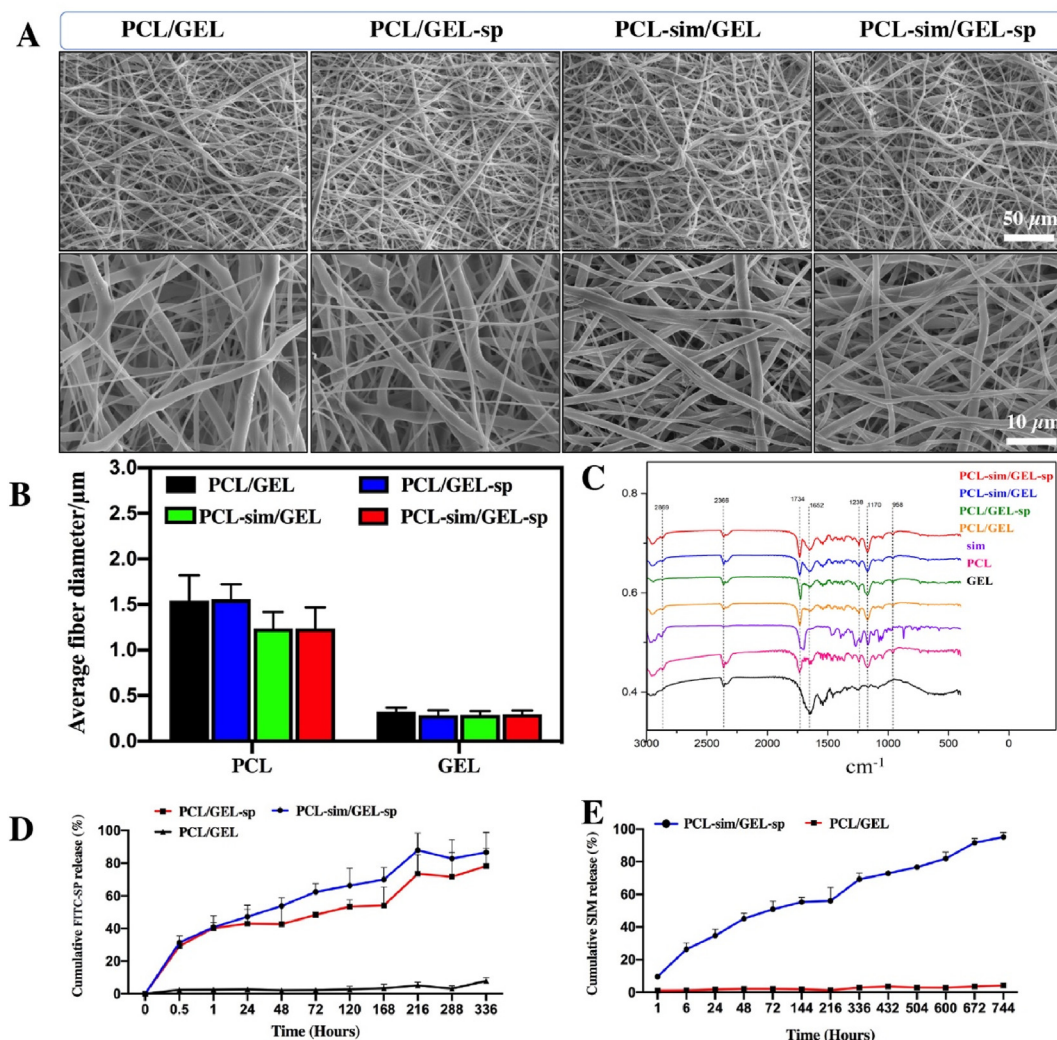 A
PCL/GEL PCL/GEL-sp PCL-sim/GEL PCL-sim/GEL-sp
50 μm
10 μm
B
Average fiber diameter/μm
3.0
2.5
2.0
1.5
1.0
0.5
0.0
PCL/GEL PCL/GEL-sp
PCL-sim/GEL PCL-sim/GEL-sp
PCL GEL
C
0.8
0.6
0.4
2869 2368 1734 1652 1238 1170 958
PCL-sim/GEL-sp
PCL-sim/GEL
PCL/GEL-sp
PCL/GEL
sim
PCL
GEL
3000 2500 2000 1500 1000 500 0
cm-1
D
PCL/GEL-sp PCL-sim/GEL-sp
PCL/GEL
Cumulative FITC-SP release (%)
100
80
60
40
20
0
0 0.5 1 24 48 72 120 168 216 288 336
Time (Hours)
E
PCL-sim/GEL-sp PCL/GEL
Cumulative SIM release (%)
100
80
60
40
20
0
1 6 24 48 72 144 216 336 432 504 600 672 744
Time (Hours)